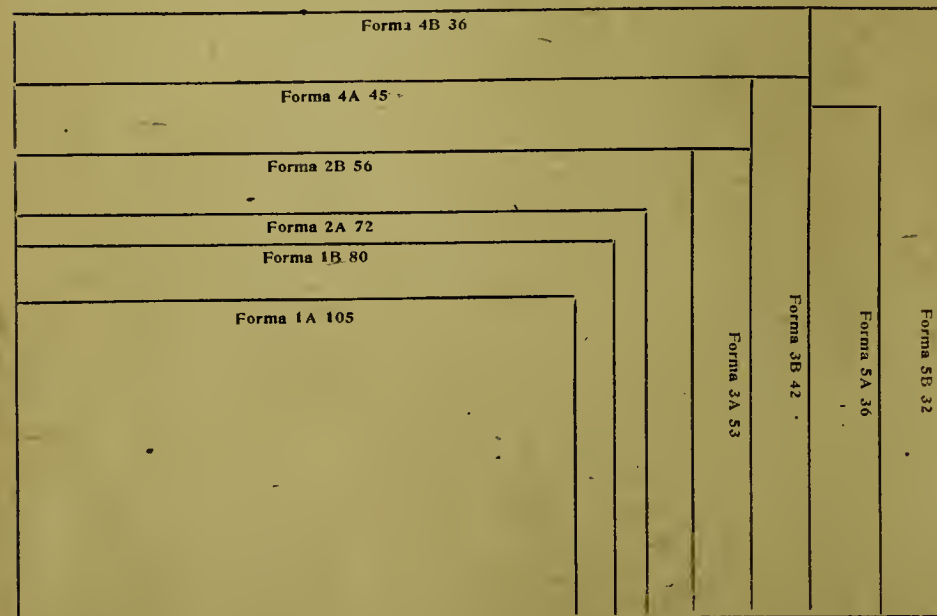 Forma 4B 36
Forma 4A 45
Forma 2B 56
Forma 2A 72
Forma 1B 80
Forma 1A 105
Forma 3A 53
Forma 3B 42
Forma 5A 36
Forma 5B 32